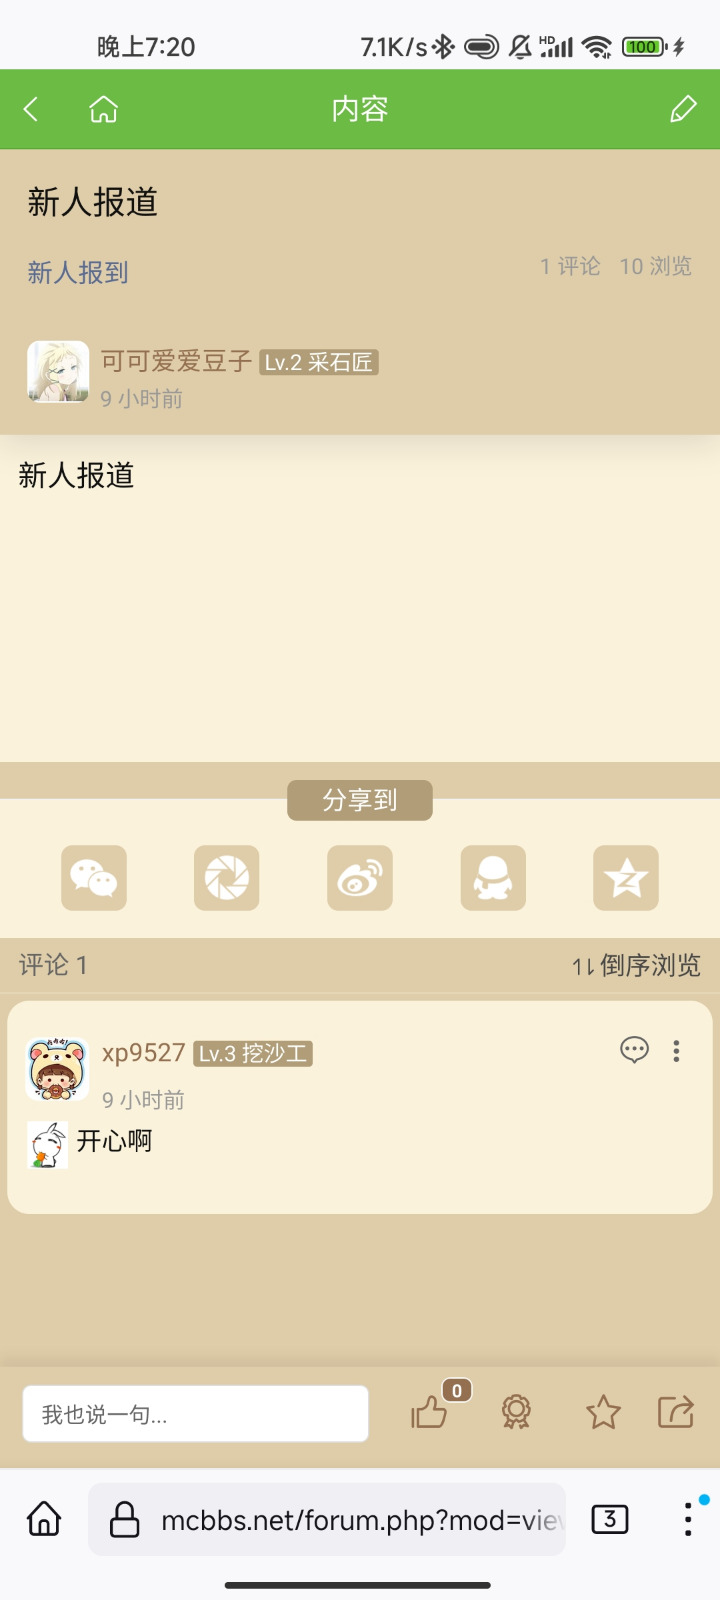 晚上7:20
7.1K/s
HD
100
内容
新人报道
新人报到
1 评论 10 浏览
可可爱爱豆子 Lv.2 采石匠
9 小时前
新人报道
分享到
评论 1
倒序浏览
xp9527 Lv.3 挖沙工
9 小时前
开心啊
我也说一句...
0
mcbbs.net/forum.php?mod=vie
3